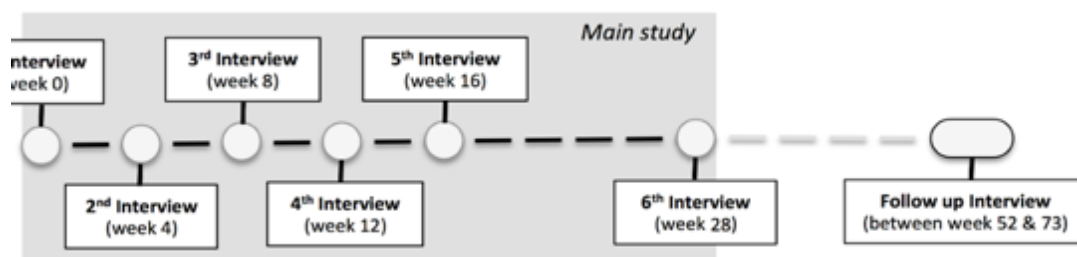 Main study
nterview
week 0)
3rd Interview
(week 8)
5th Interview
(week 16)
2nd Interview
(week 4)
4th Interview
(week 12)
6th Interview
(week 28)
Follow up Interview
(between week 52 & 73)